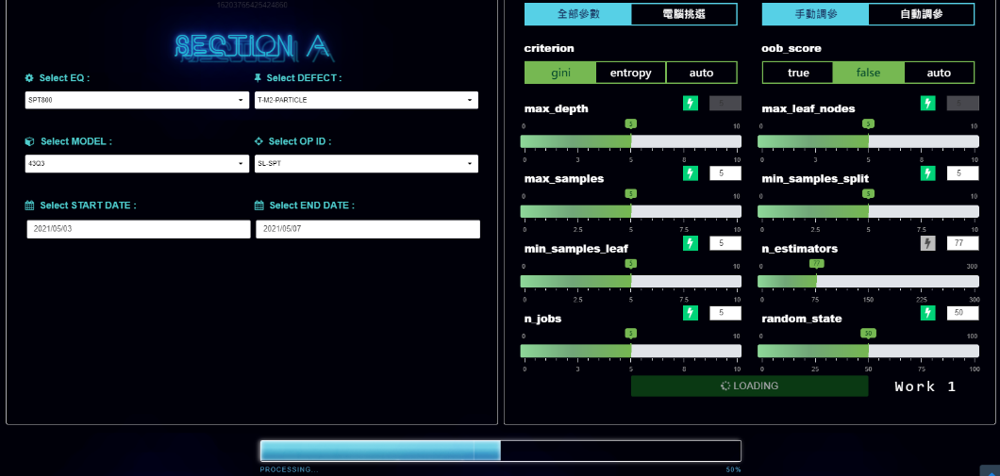 16203765425424860
SECTION A
Select EQ :
Select DEFECT :
SPT800
T-M2-PARTICLE
Select MODEL :
Select OP ID :
43Q3
SL-SPT
Select START DATE :
Select END DATE :
2021/05/03
2021/05/07
全部參數
電腦挑選
手動調參
自動調參
criterion
oob_score
gini
entropy
auto
true
false
auto
max_depth
max_leaf_nodes
0 5 10
0 5 10
0 3 5 8 10
0 3 5 8 10
max_samples
5
min_samples_split
5
0 5 10
0 5 10
0 2.5 5 7.5 10
0 2.5 5 7.5 10
min_samples_leaf
5
n_estimators
77
0 5 10
0 77 300
0 2.5 5 7.5 10
0 75 150 225 300
n_jobs
5
random_state
50
0 5 10
0 50 100
0 3 5 8 10
0 25 50 75 100
LOADING
Work 1
PROCESSING...
50%